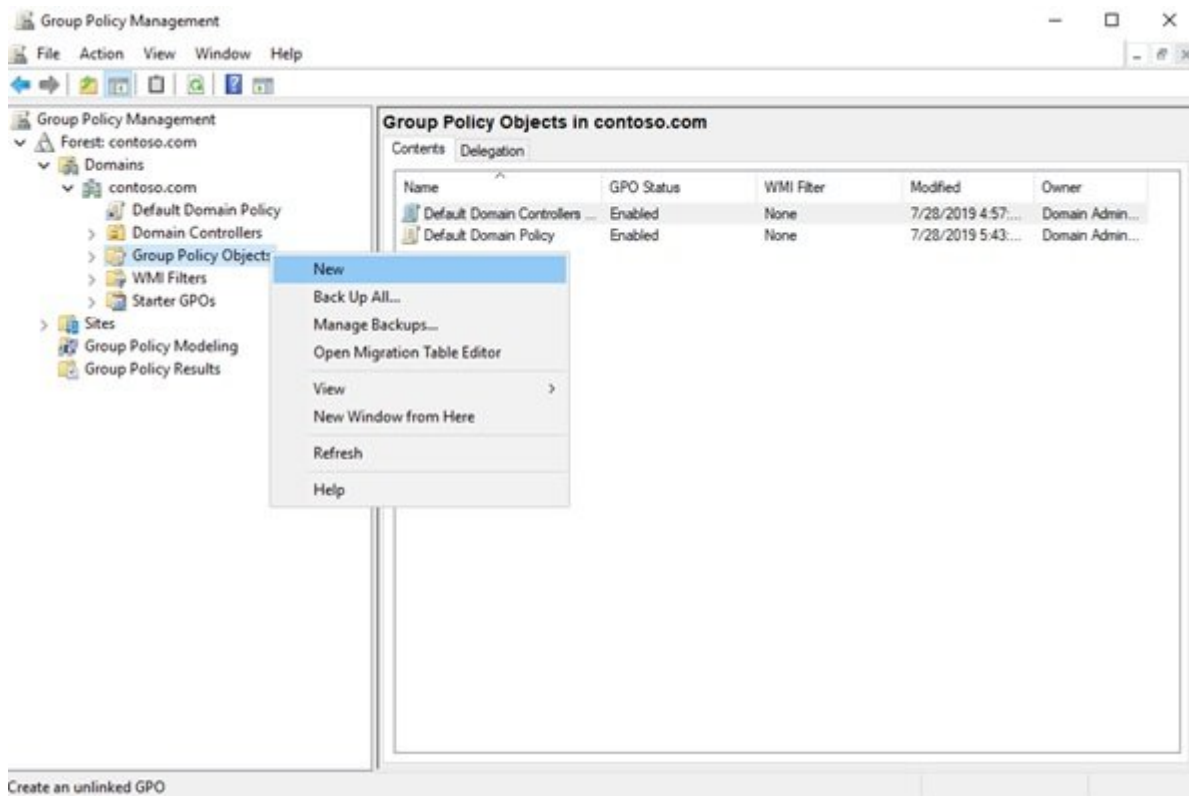 Group Policy Management
File Action View Window Help
Group Policy Management
Forest: contoso.com
Domains
contoso.com
Default Domain Policy
Domain Controllers
Group Policy Objects
WMI Filters
Starter GPOs
Sites
Group Policy Modeling
Group Policy Results
New
Back Up All...
Manage Backups...
Open Migration Table Editor
View
New Window from Here
Refresh
Help
Group Policy Objects in contoso.com
Contents Delegation
Name GPO Status WMI Filter Modified Owner
Default Domain Controllers ... Enabled None 7/28/2019 4:57:... Domain Admin...
Default Domain Policy Enabled None 7/28/2019 5:43:... Domain Admin...
Create an unlinked GPO